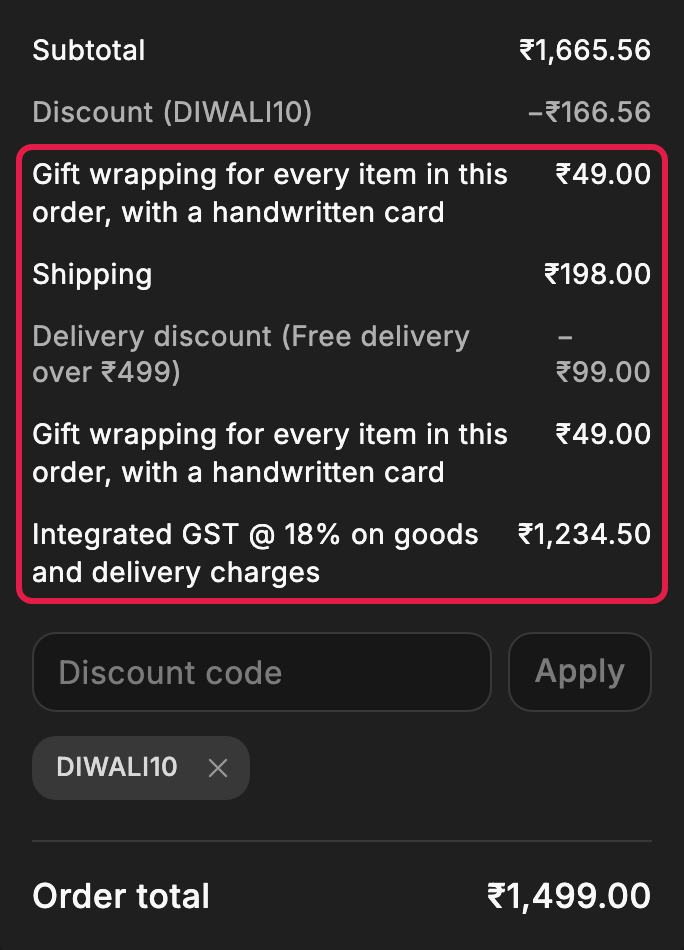 Subtotal ₹1,665.56
Discount (DIWALI10) −₹166.56
Gift wrapping for every item in this ₹49.00
order, with a handwritten card
Shipping ₹198.00
Delivery discount (Free delivery −
over ₹499) ₹99.00
Gift wrapping for every item in this ₹49.00
order, with a handwritten card
Integrated GST @ 18% on goods ₹1,234.50
and delivery charges
Discount code Apply
DIWALI10 ×
Order total ₹1,499.00